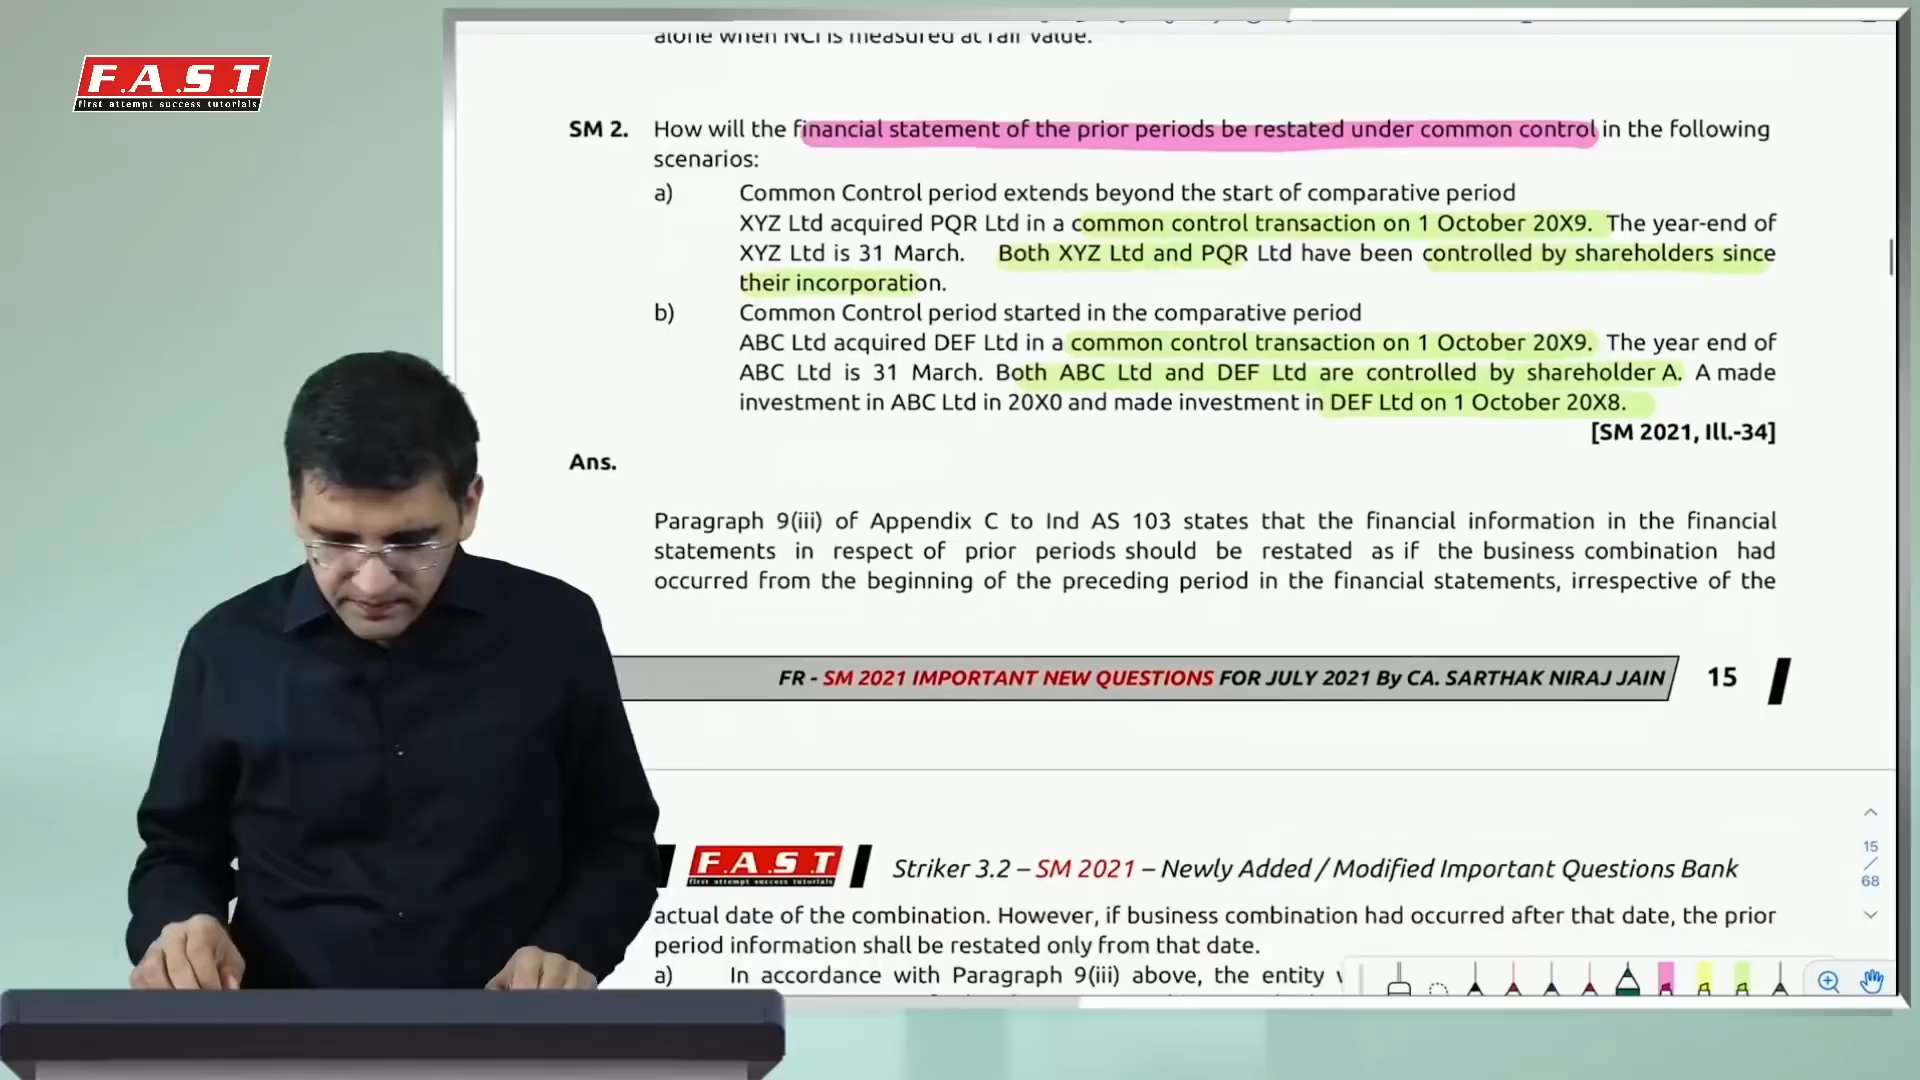 F.A.S.T
first attempt success tutorials
alone when NCI is measured at fair value.
SM 2. How will the financial statement of the prior periods be restated under common control in the following
scenarios:
a) Common Control period extends beyond the start of comparative period
XYZ Ltd acquired PQR Ltd in a common control transaction on 1 October 20X9. The year-end of
XYZ Ltd is 31 March. Both XYZ Ltd and PQR Ltd have been controlled by shareholders since
their incorporation.
b) Common Control period started in the comparative period
ABC Ltd acquired DEF Ltd in a common control transaction on 1 October 20X9. The year end of
ABC Ltd is 31 March. Both ABC Ltd and DEF Ltd are controlled by shareholder A. A made
investment in ABC Ltd in 20X0 and made investment in DEF Ltd on 1 October 20X8.
[SM 2021, Ill.-34]
Ans.
Paragraph 9(iii) of Appendix C to Ind AS 103 states that the financial information in the financial
statements in respect of prior periods should be restated as if the business combination had
occurred from the beginning of the preceding period in the financial statements, irrespective of the
FR - SM 2021 IMPORTANT NEW QUESTIONS FOR JULY 2021 By CA. SARTHAK NIRAJ JAIN 15
F.A.S.T
first attempt success tutorials
Striker 3.2 – SM 2021 – Newly Added / Modified Important Questions Bank
actual date of the combination. However, if business combination had occurred after that date, the prior
period information shall be restated only from that date.
a) In accordance with Paragraph 9(iii) above, the entity
15
68